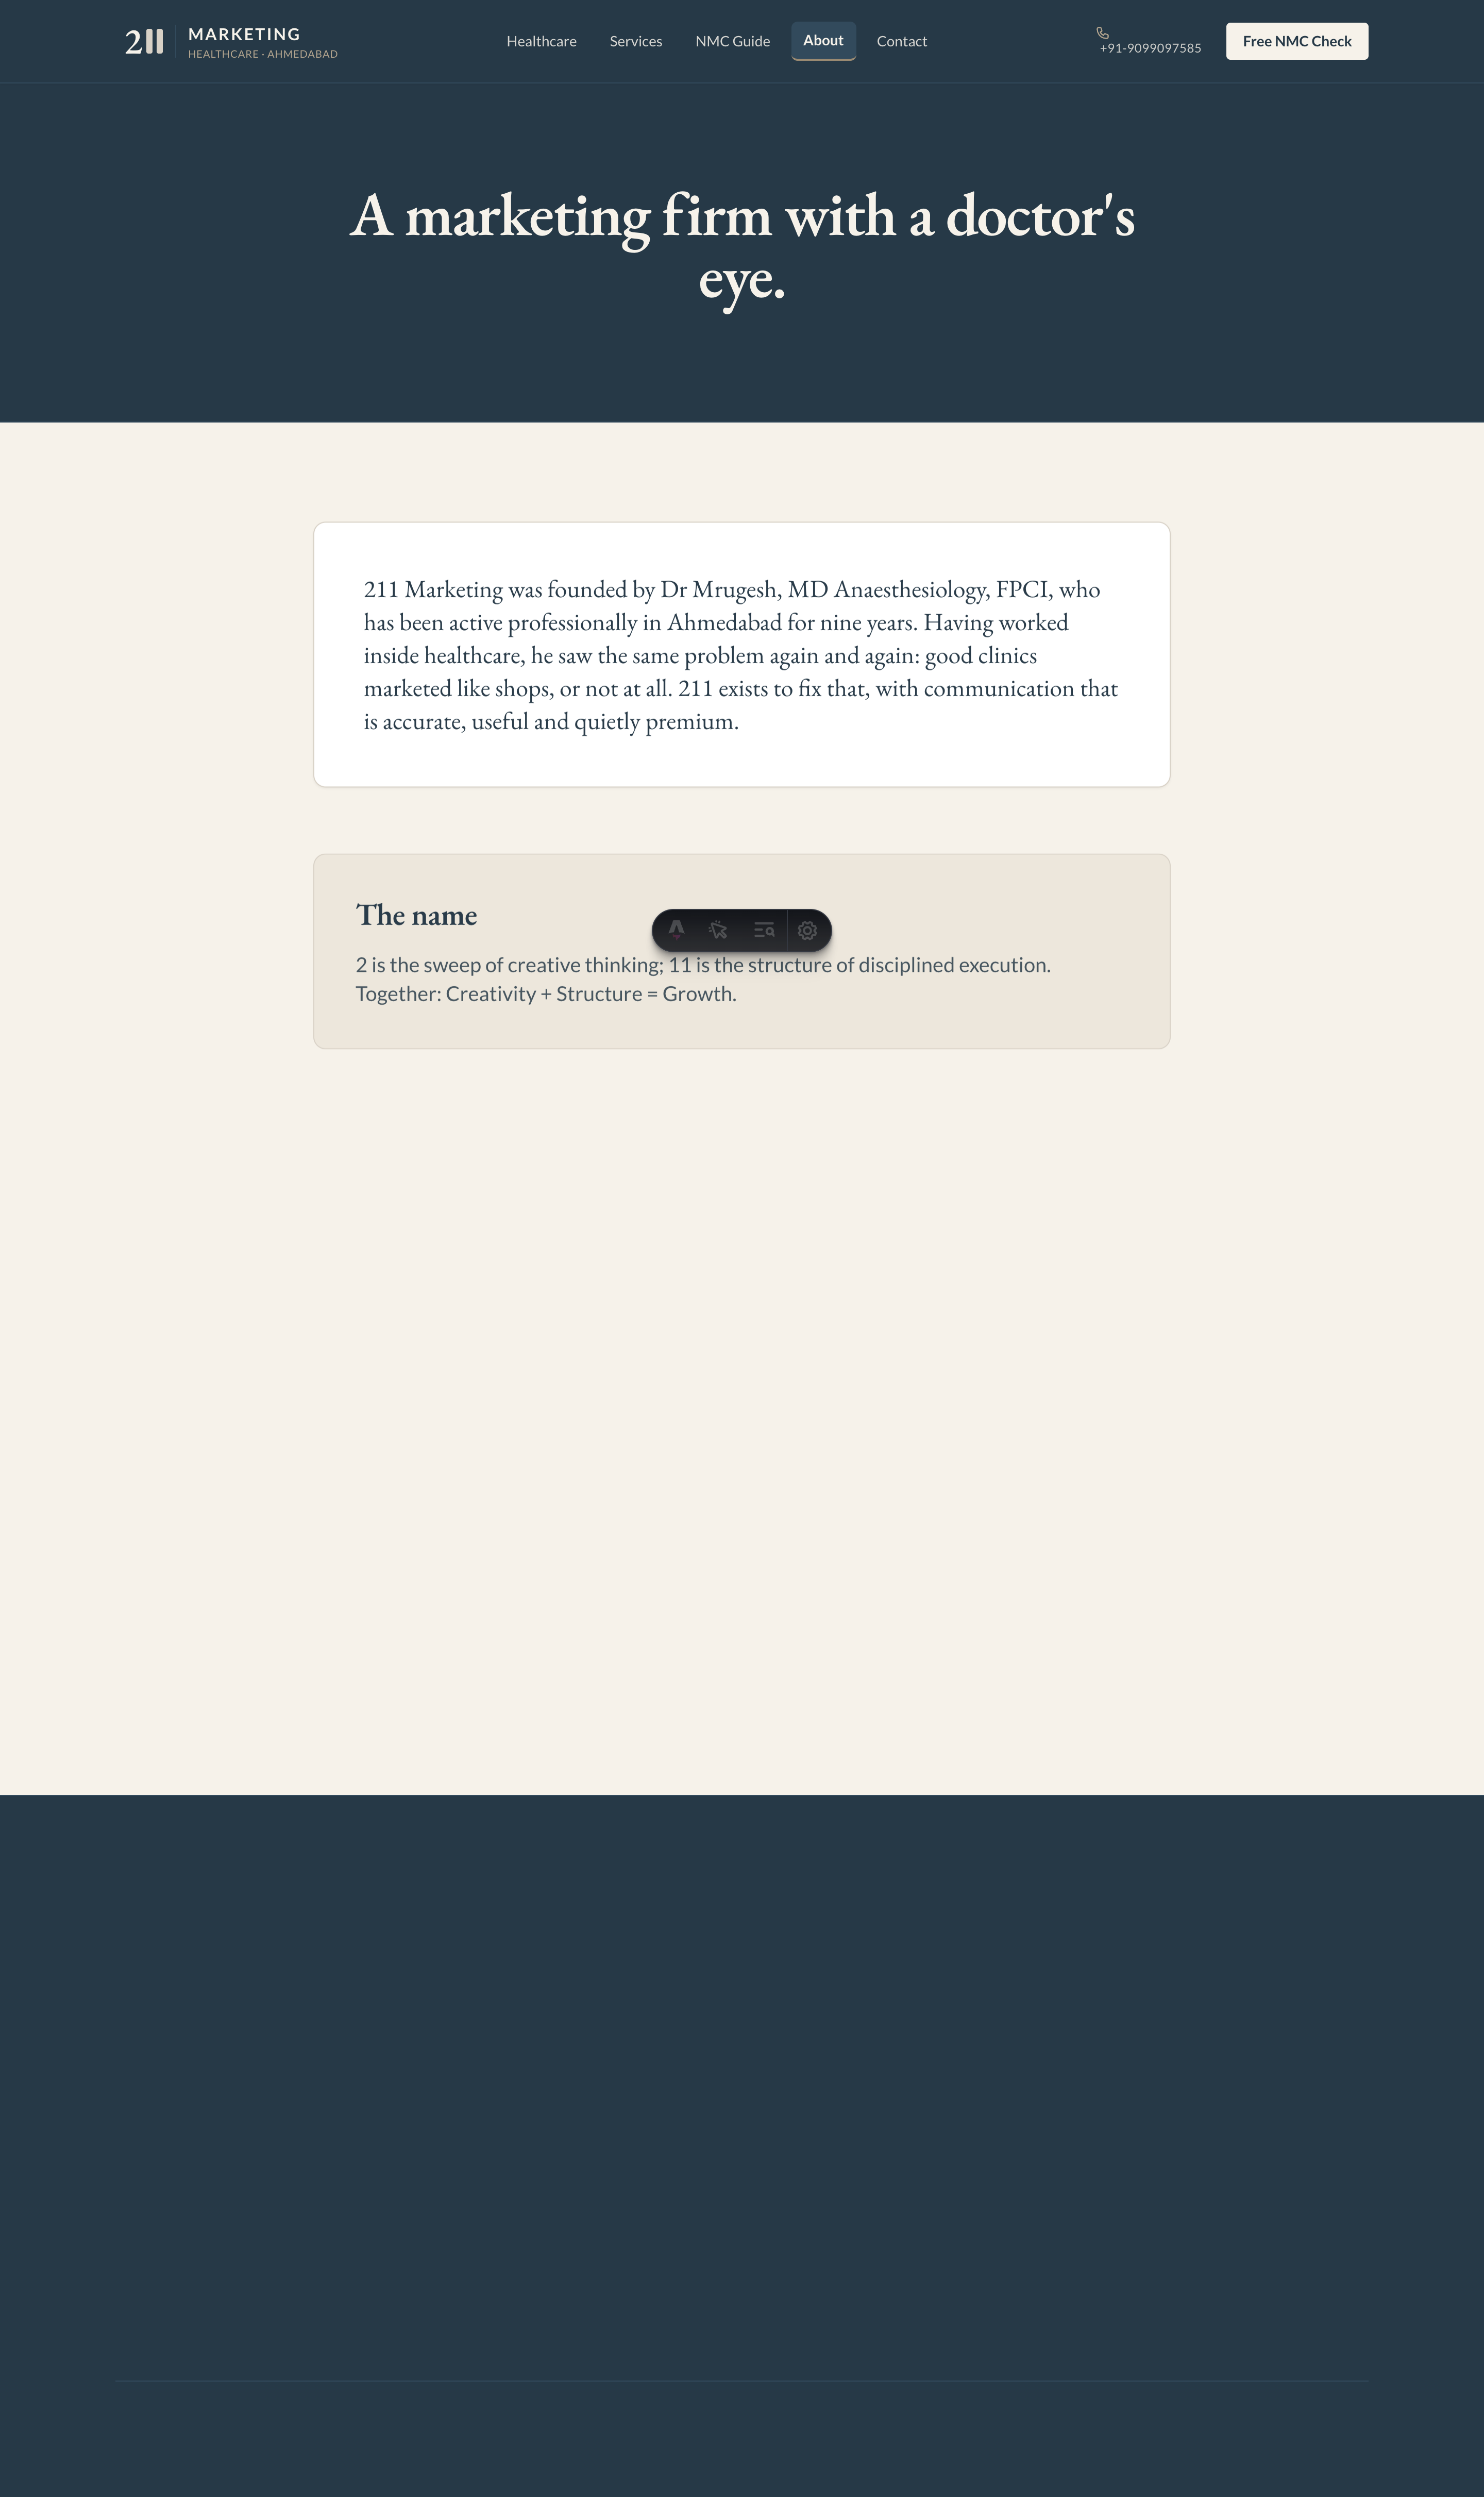 211
MARKETING
HEALTHCARE · AHMEDABAD
Healthcare
Services
NMC Guide
About
Contact
+91-9099097585
Free NMC Check
A marketing firm with a doctor's
eye.
211 Marketing was founded by Dr Mrugesh, MD Anaesthesiology, FPCI, who
has been active professionally in Ahmedabad for nine years. Having worked
inside healthcare, he saw the same problem again and again: good clinics
marketed like shops, or not at all. 211 exists to fix that, with communication that
is accurate, useful and quietly premium.
The name
2 is the sweep of creative thinking; 11 is the structure of disciplined execution.
Together: Creativity + Structure = Growth.